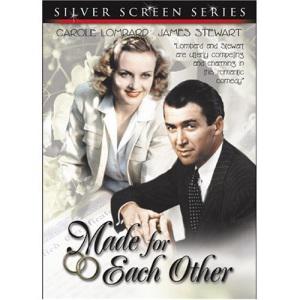 SILVER SCREEN SERIES
CAROLE LOMBARD JAMES STEWART
"Lombard and Stewart
are utterly competing
and charming in
this romantic
comedy"
Made for
Each Other